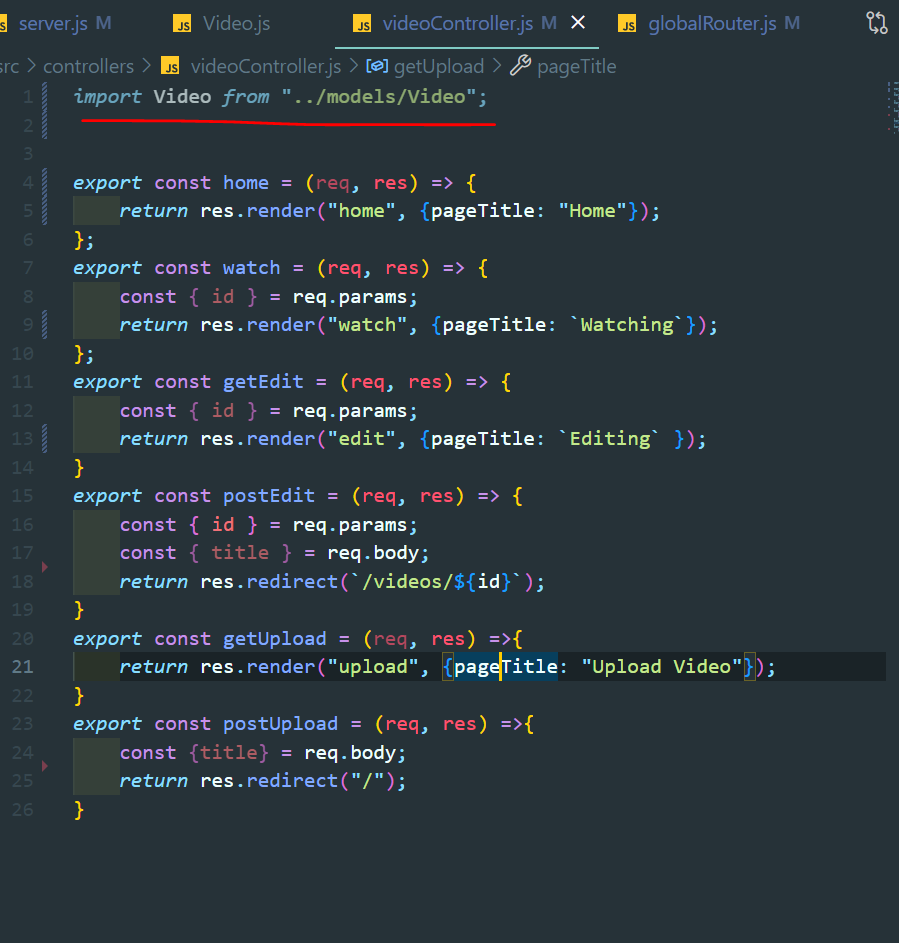 server.js M
JS Video.js
JS videoController.js M
JS globalRouter.js M
src > controllers > JS videoController.js > getUpload > pageTitle
1 import Video from "../models/Video";
2
3
4 export const home = (req, res) => {
5 return res.render("home", {pageTitle: "Home"});
6 };
7 export const watch = (req, res) => {
8 const { id } = req.params;
9 return res.render("watch", {pageTitle: `Watching`});
10 };
11 export const getEdit = (req, res) => {
12 const { id } = req.params;
13 return res.render("edit", {pageTitle: `Editing` });
14 }
15 export const postEdit = (req, res) => {
16 const { id } = req.params;
17 const { title } = req.body;
18 return res.redirect(`/videos/${id}`);
19 }
20 export const getUpload = (req, res) =>{
21 return res.render("upload", {pageTitle: "Upload Video"});
22 }
23 export const postUpload = (req, res) =>{
24 const {title} = req.body;
25 return res.redirect("/");
26 }